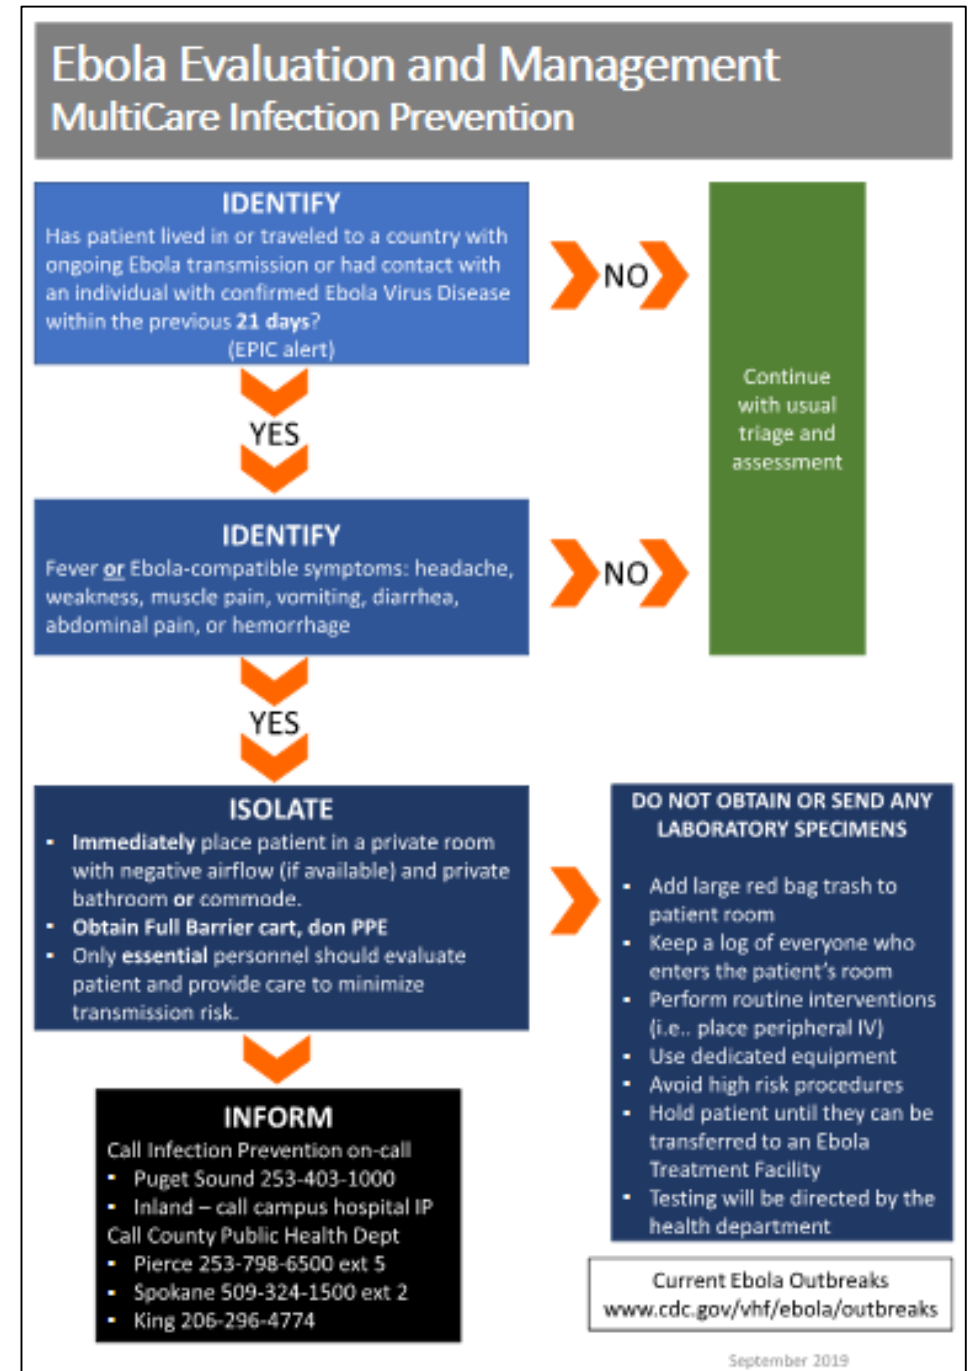 Ebola Evaluation and Management
MultiCare Infection Prevention
IDENTIFY
Has patient lived in or traveled to a country with
ongoing Ebola transmission or had contact with
an individual with confirmed Ebola Virus Disease
within the previous 21 days?
(EPIC alert)
NO
Continue
with usual
triage and
assessment
YES
IDENTIFY
Fever or Ebola-compatible symptoms: headache,
weakness, muscle pain, vomiting, diarrhea,
abdominal pain, or hemorrhage
NO
YES
ISOLATE
▪ Immediately place patient in a private room
with negative airflow (if available) and private
bathroom or commode.
▪ Obtain Full Barrier cart, don PPE
▪ Only essential personnel should evaluate
patient and provide care to minimize
transmission risk.
DO NOT OBTAIN OR SEND ANY
LABORATORY SPECIMENS
▪ Add large red bag trash to
patient room
▪ Keep a log of everyone who
enters the patient's room
▪ Perform routine interventions
(i.e.. place peripheral IV)
▪ Use dedicated equipment
▪ Avoid high risk procedures
▪ Hold patient until they can be
transferred to an Ebola
Treatment Facility
▪ Testing will be directed by the
health department
INFORM
Call Infection Prevention on-call
▪ Puget Sound 253-403-1000
▪ Inland – call campus hospital IP
Call County Public Health Dept
▪ Pierce 253-798-6500 ext 5
▪ Spokane 509-324-1500 ext 2
▪ King 206-296-4774
Current Ebola Outbreaks
www.cdc.gov/vhf/ebola/outbreaks
September 2019